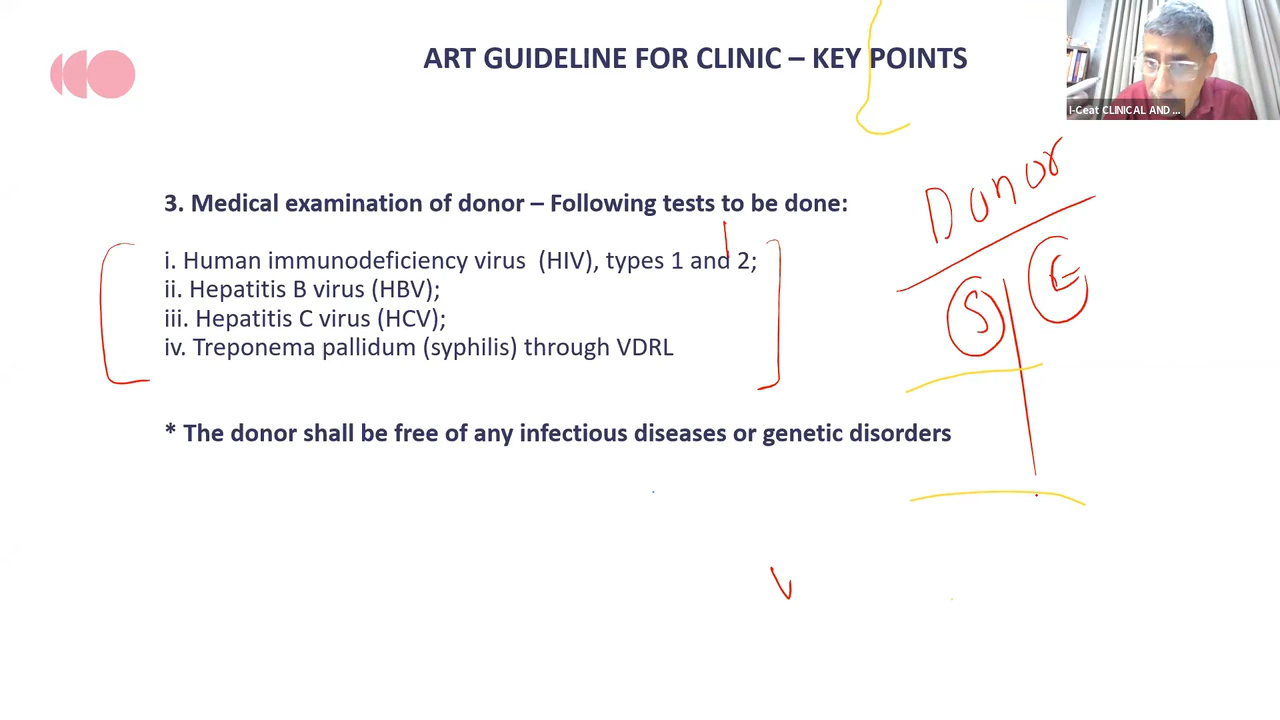 ART GUIDELINE FOR CLINIC – KEY POINTS
I-Ceat CLINICAL AND ...
3. Medical examination of donor – Following tests to be done:
Donor
i. Human immunodeficiency virus (HIV), types 1 and 2;
S E
ii. Hepatitis B virus (HBV);
iii. Hepatitis C virus (HCV);
iv. Treponema pallidum (syphilis) through VDRL
* The donor shall be free of any infectious diseases or genetic disorders